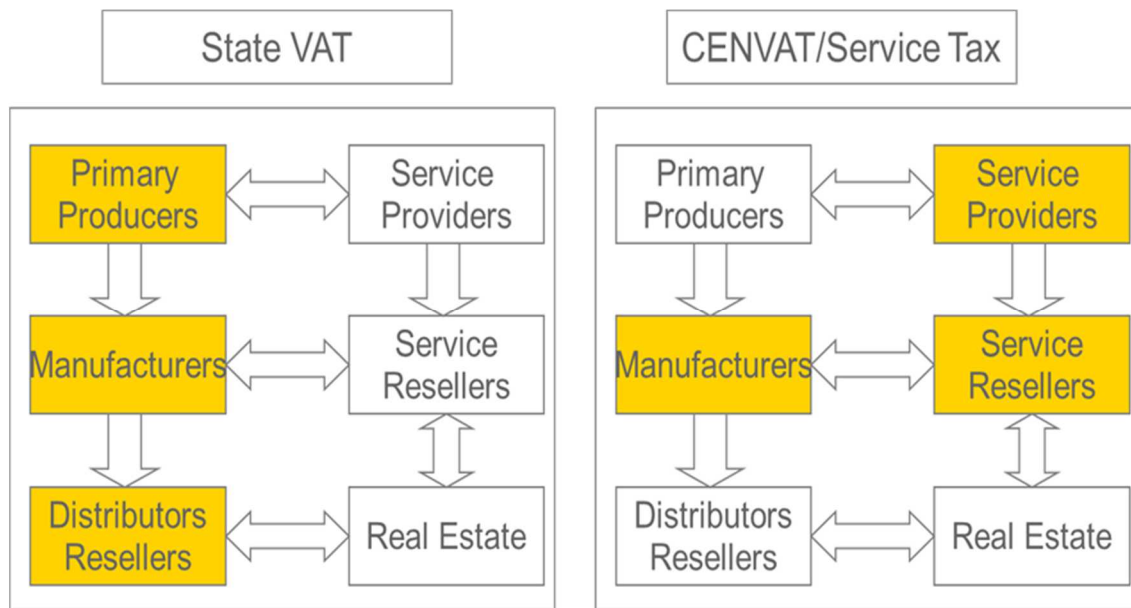 State VAT
CENVAT/Service Tax
Primary
Producers
Service
Providers
Manufacturers
Service
Resellers
Distributors
Resellers
Real Estate
Primary
Producers
Service
Providers
Manufacturers
Service
Resellers
Distributors
Resellers
Real Estate